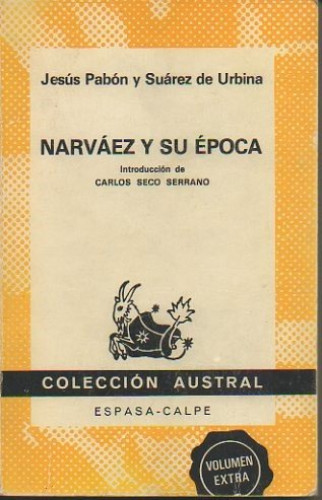 Jesús Pabón y Suárez de Urbina
NARVÁEZ Y SU ÉPOCA
Introducción de
CARLOS SECO SERRANO
COLECCIÓN AUSTRAL
ESPASA-CALPE
VOLUMEN
EXTRA